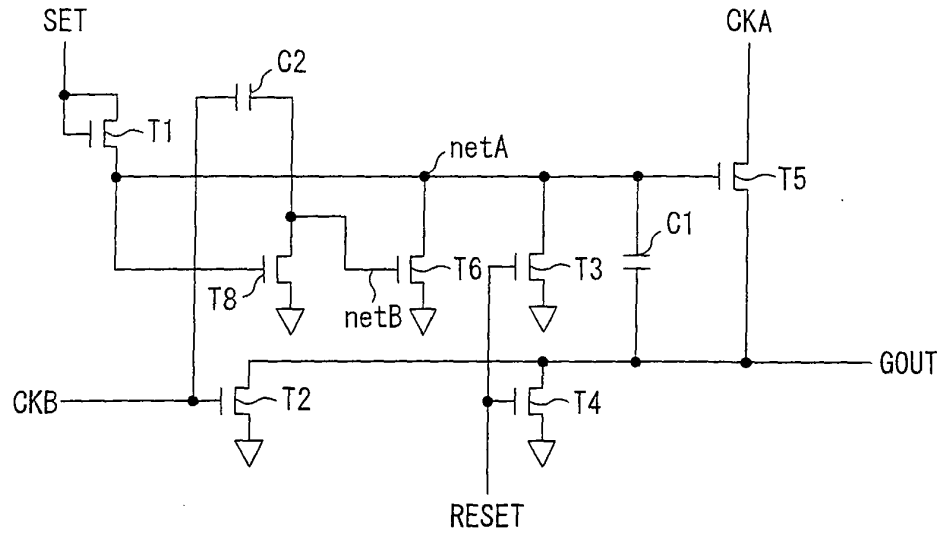 SET
CKA
C2
T1
netA
T5
C1
T8
T6
T3
netB
GOUT
CKB
T2
T4
RESET